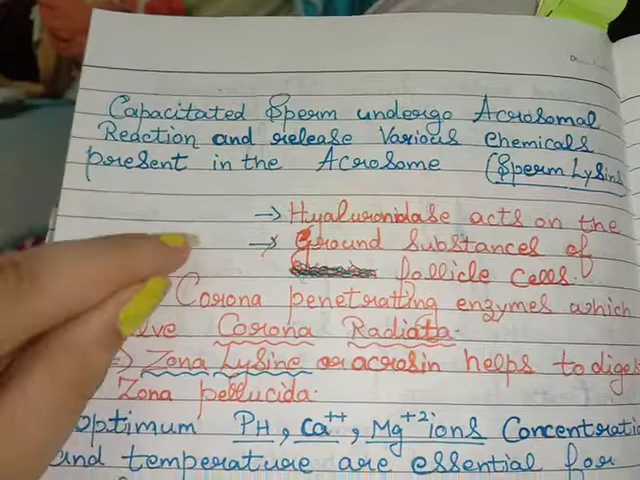 Capacitated Sperm undergo Acrosomal
Reaction and release Various Chemicals
present in the Acrosome (Sperm Lysins
→ Hyaluronidase acts on the
→ Ground Substances of
follicle cells.
Corona penetrating enzymes which
Corona Radiata.
Zona Lysine or acrosin helps to diges
Zona pellucida.
optimum PH, Ca++, Mg+2 ions Concentratio
and temperature are essential for